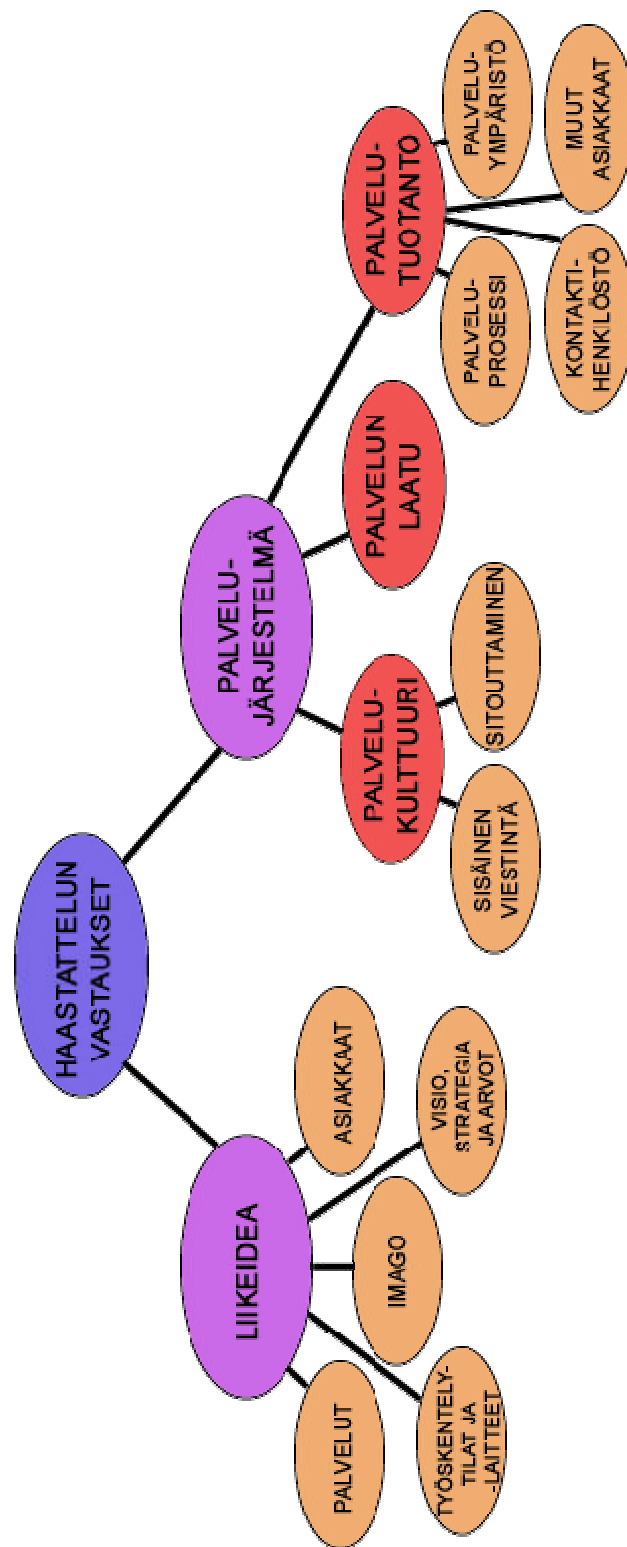 HAASTATTELUN
VASTAUKSET
LIIKEIDEA
PALVELUT
TYÖSKENTELY-
TILAT JA
-LAITTEET
IMAGO
VISIO,
STRATEGIA
JA ARVOT
ASIAKKAAT
PALVELU-
JÄRJESTELMÄ
PALVELU-
KULTTUURI
SISÄINEN
VIESTINTÄ
SITOUTTAMINEN
PALVELUN
LAATU
PALVELU-
TUOTANTO
PALVELU-
PROSESSI
KONTAKTI-
HENKILÖSTÖ
PALVELU-
YMPÄRISTÖ
MUUT
ASIAKKAAT